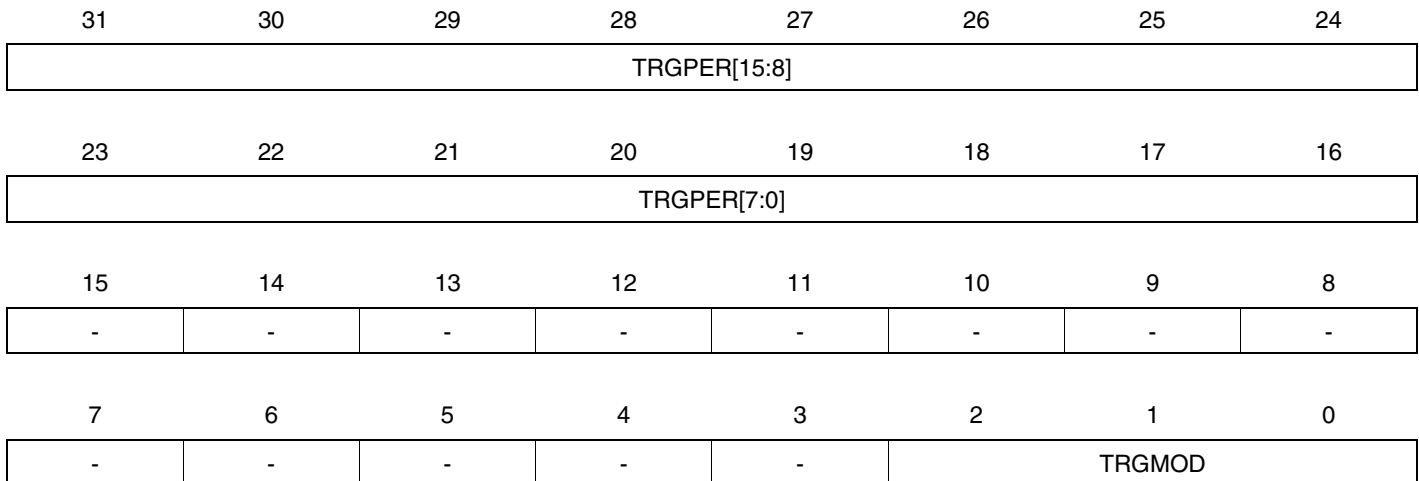 31 30 29 28 27 26 25 24
TRGPER[15:8]
23 22 21 20 19 18 17 16
TRGPER[7:0]
15 14 13 12 11 10 9 8
- - - - - - - -
7 6 5 4 3 2 1 0
- - - - - TRGMOD